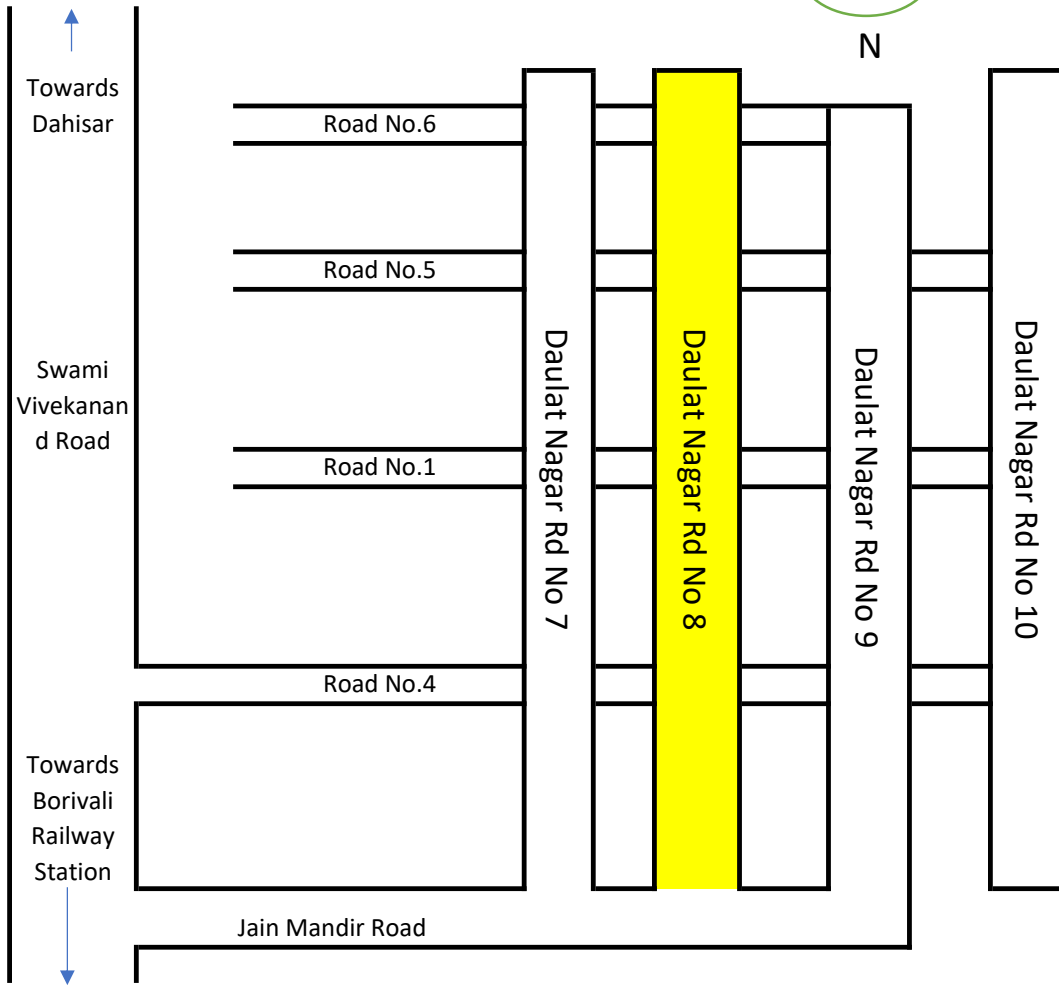 N
Towards
Dahisar
Road No.6
Road No.5
Swami
Vivekanan
d Road
Road No.1
Daulat Nagar Rd No 7
Daulat Nagar Rd No 8
Daulat Nagar Rd No 9
Daulat Nagar Rd No 10
Road No.4
Towards
Borivali
Railway
Station
Jain Mandir Road